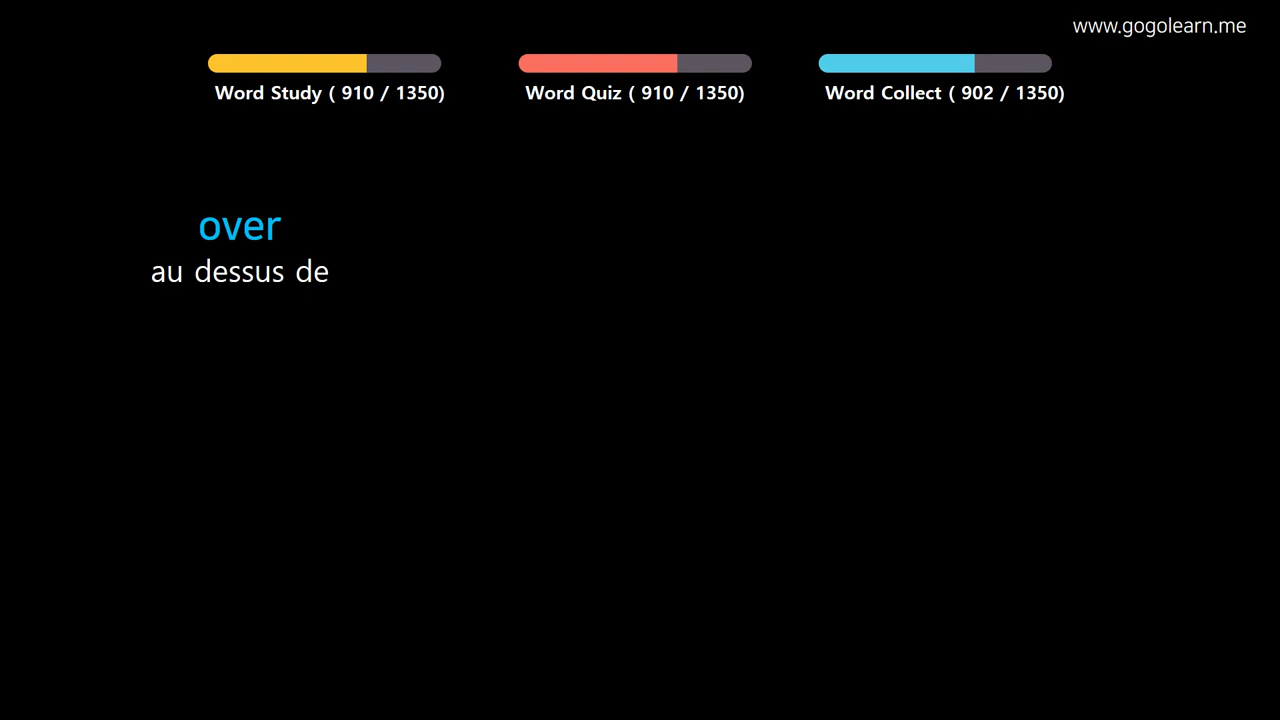 www.gogolearn.me
Word Study ( 910 / 1350)
Word Quiz ( 910 / 1350)
Word Collect ( 902 / 1350)
over
au dessus de